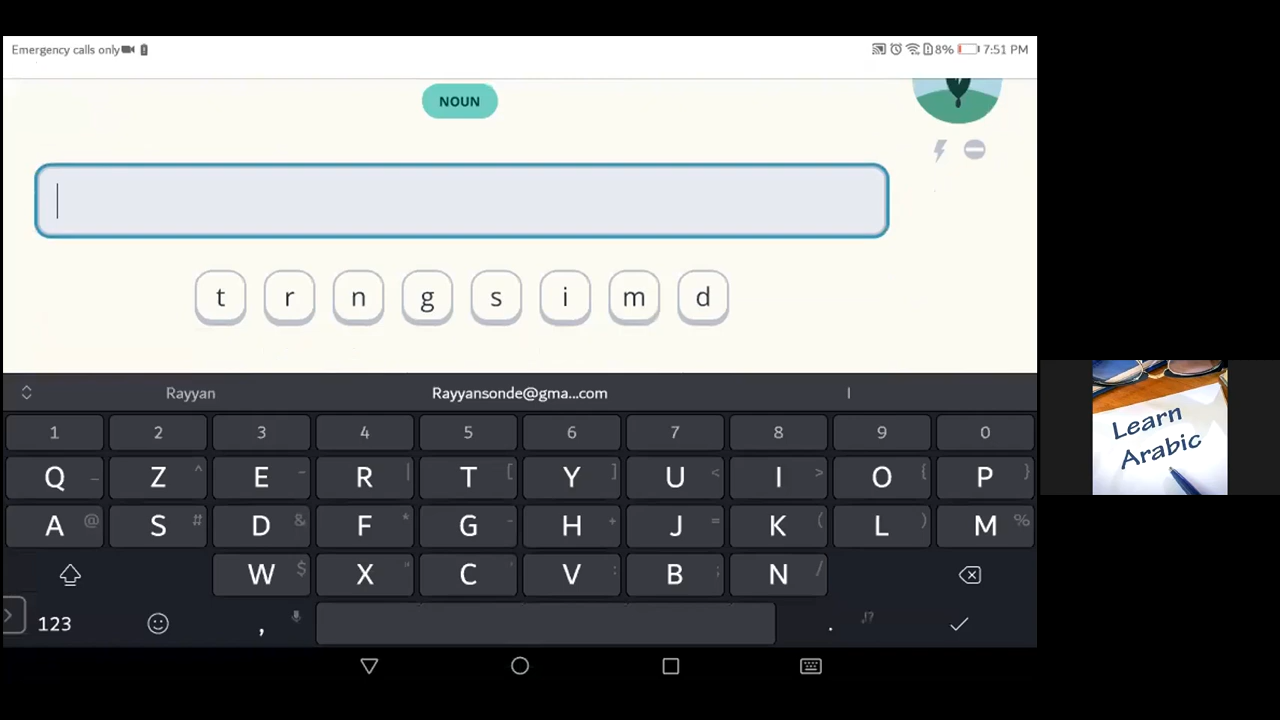 Emergency calls only 8% 7:51 PM
NOUN
t r n g s i m d
Rayyan Rayyansonde@gma...com I
1 2 3 4 5 6 7 8 9 0
Q _ Z ^ E ~ R | T [ Y ] U < I > O { P }
A @ S # D & F * G - H + J = K ( L ) M %
W $ X " C ' V : B ; N /
123 , . !?
Learn
Arabic